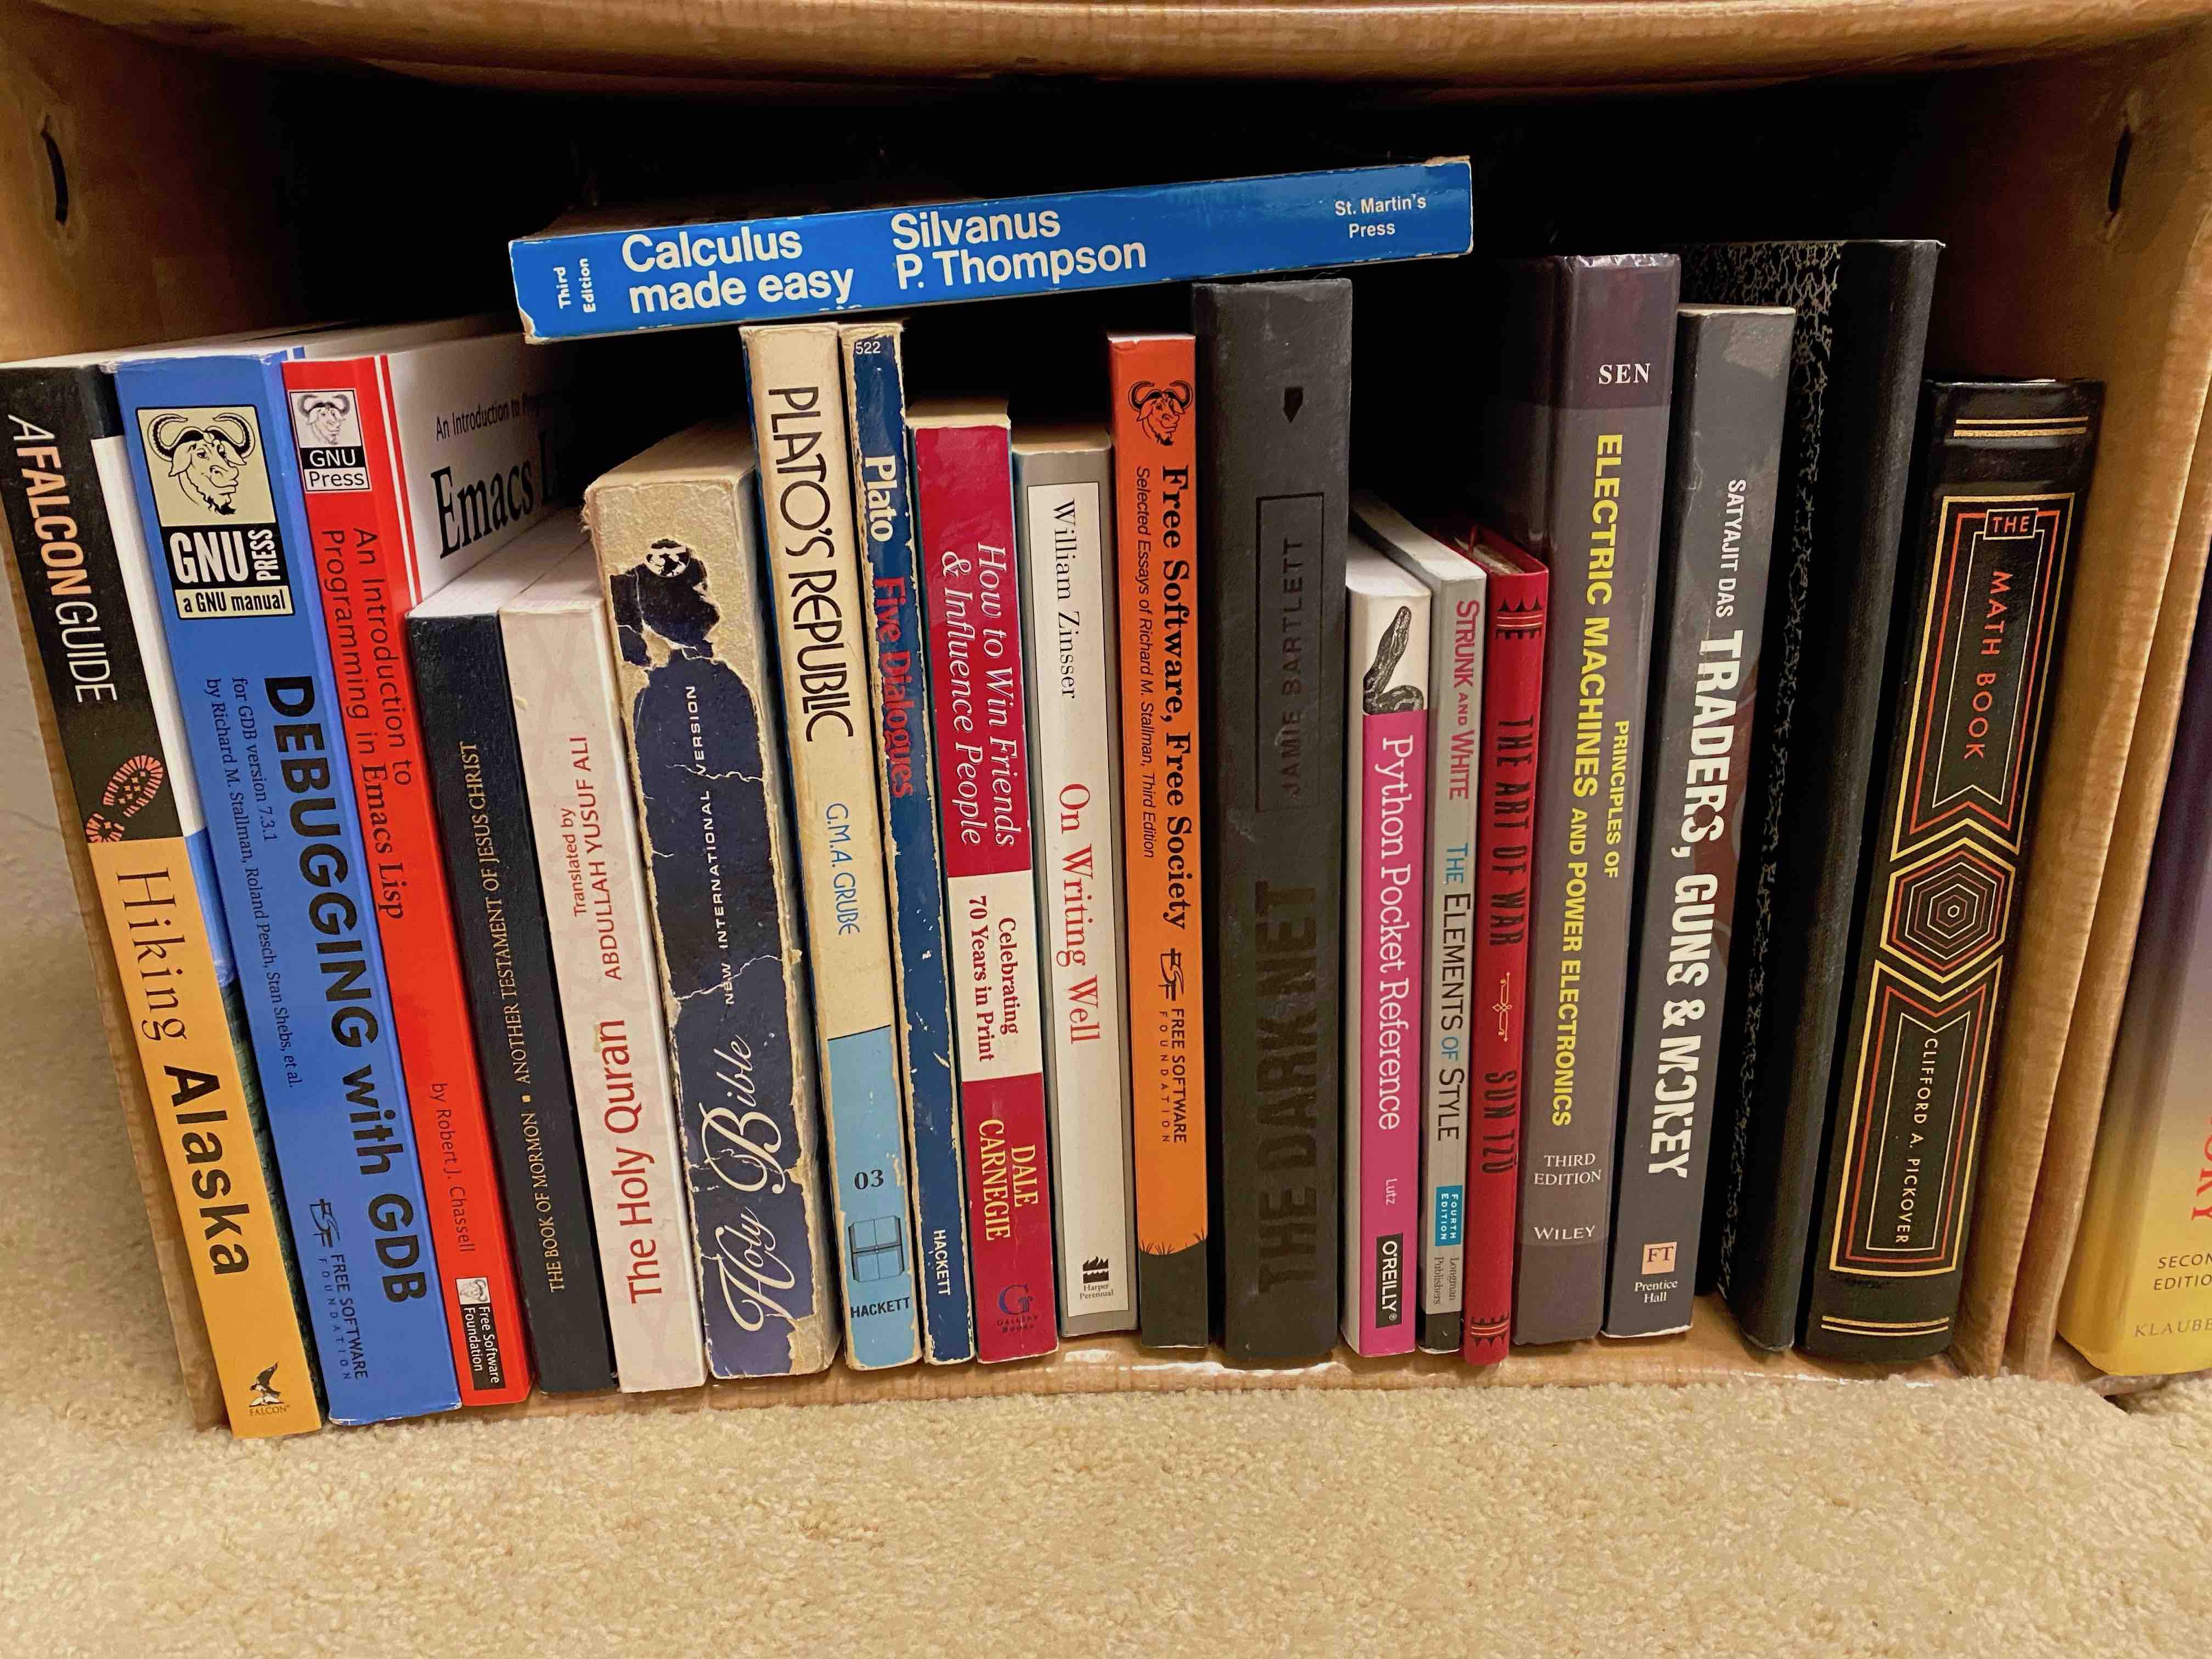 Third
Edition
Calculus
made easy
Silvanus
P. Thompson
St. Martin's
Press
A FALCON GUIDE
Hiking Alaska
FALCON®
GNU
PRESS
a GNU manual
DEBUGGING with GDB
for GDB version 7.3.1
by Richard M. Stallman, Roland Pesch, Stan Shebs, et al.
FREE SOFTWARE
FOUNDATION
GNU
Press
An Introduction to
Programming in Emacs Lisp
by Robert J. Chassell
Free Software
Foundation
An Introduction to
Emacs
THE BOOK OF MORMON ▪ ANOTHER TESTAMENT OF JESUS CHRIST
Translated by
ABDULLAH YUSUF ALI
The Holy Quran
NEW INTERNATIONAL VERSION
Holy Bible
PLATO'S REPUBLIC
G.M.A. GRUBE
03
HACKETT
522
Plato Five Dialogues
HACKETT
How to Win Friends
& Influence People
Celebrating
70 Years in Print
DALE
CARNEGIE
Gallery
Books
William Zinsser
On Writing Well
Harper
Perennial
Free Software, Free Society
Selected Essays of Richard M. Stallman, Third Edition
FREE SOFTWARE
FOUNDATION
JAMIE BARTLETT
THE DARK NET
Python Pocket Reference
Lutz
O'REILLY®
STRUNK AND WHITE
THE ELEMENTS OF STYLE
FOURTH
EDITION
Longman
Publishers
THE ART OF WAR
SUN TZŬ
SEN
PRINCIPLES OF
ELECTRIC MACHINES AND POWER ELECTRONICS
THIRD
EDITION
WILEY
SATYAJIT DAS
TRADERS, GUNS & MONEY
FT
Prentice
Hall
THE
MATH BOOK
CLIFFORD A. PICKOVER
KLAUBE